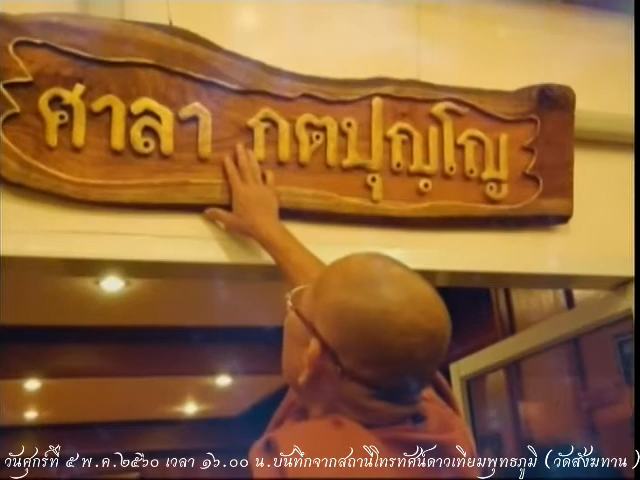 ศาลา กตปุญฺโญ
วันศุกร์ที่ ๕ พ.ค.๒๕๖๐ เวลา ๑๖.๐๐ น.บันทึกจากสถานีโทรทัศน์ดาวเทียมพุทธภูมิ (วัดสังฆทาน)